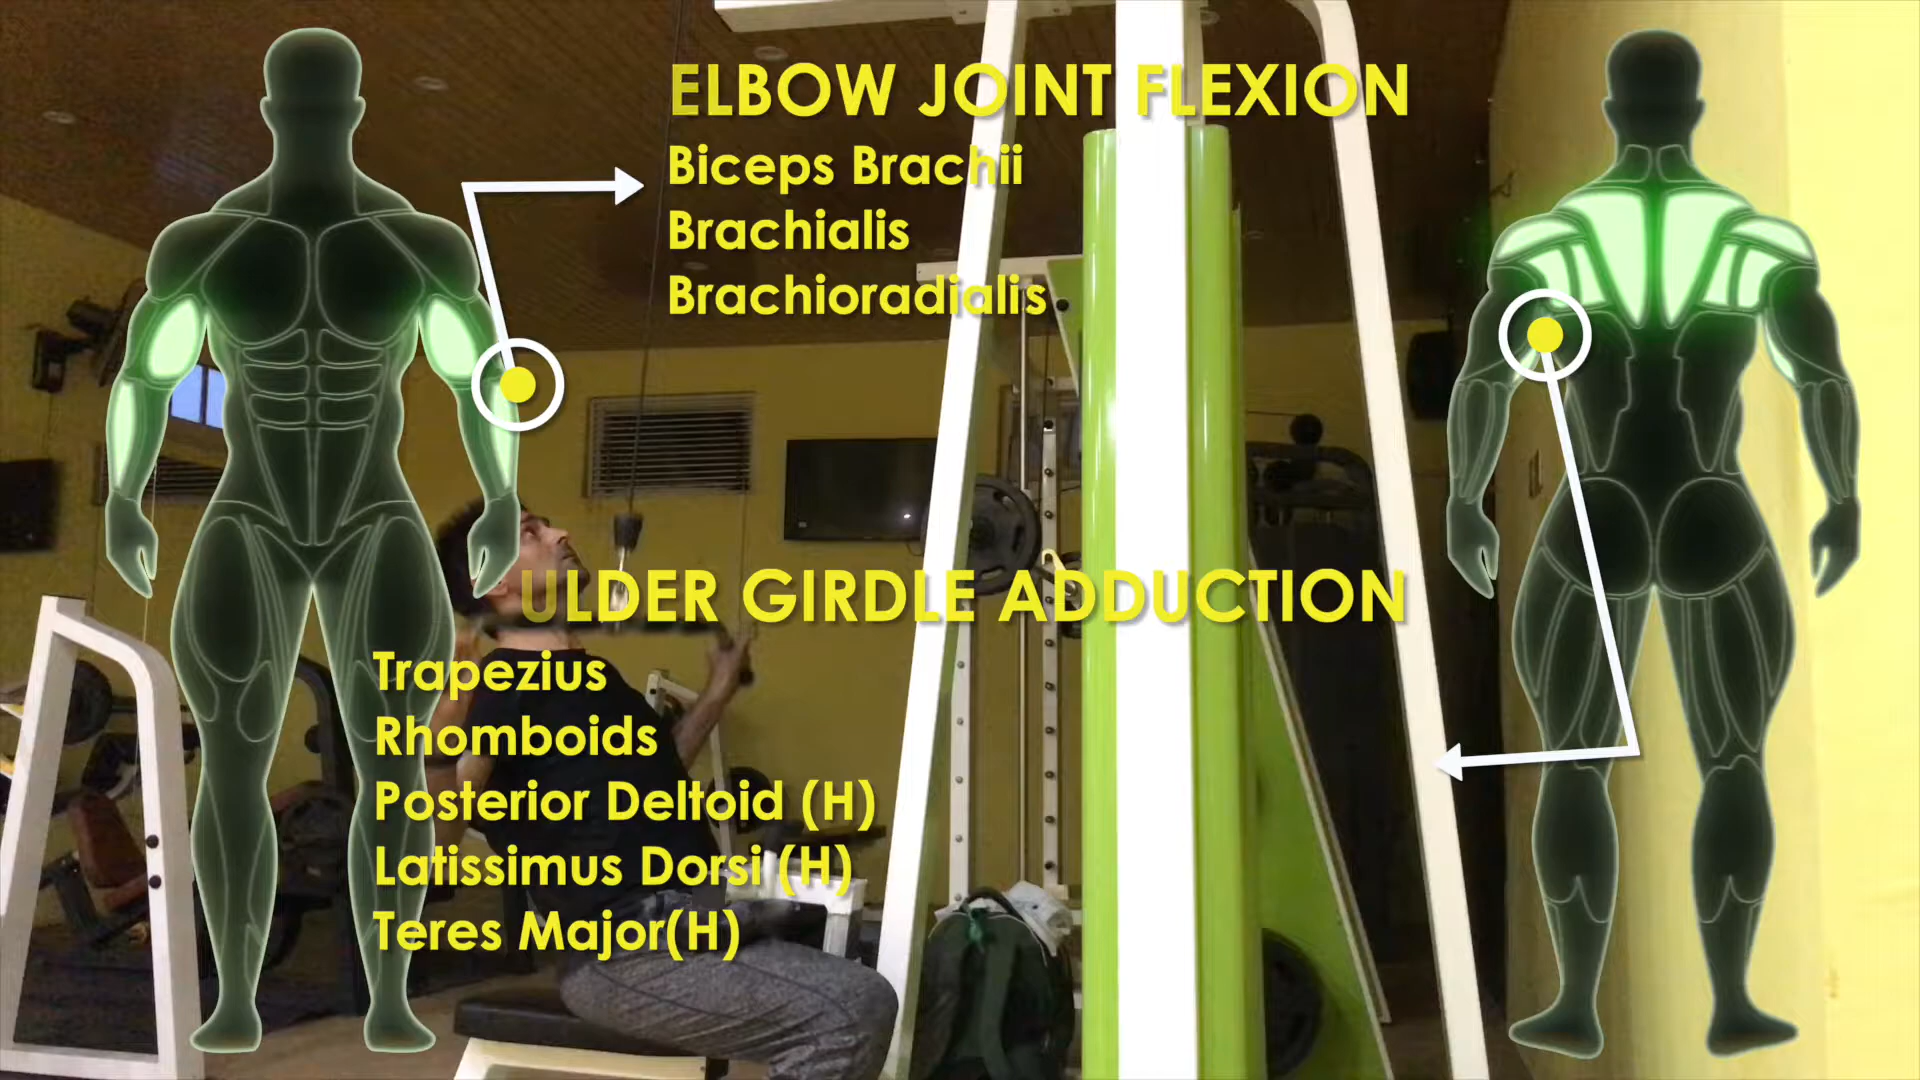 ELBOW JOINT FLEXION
Biceps Brachii
Brachialis
Brachioradialis
ULDER GIRDLE ADDUCTION
Trapezius
Rhomboids
Posterior Deltoid (H)
Latissimus Dorsi (H)
Teres Major(H)